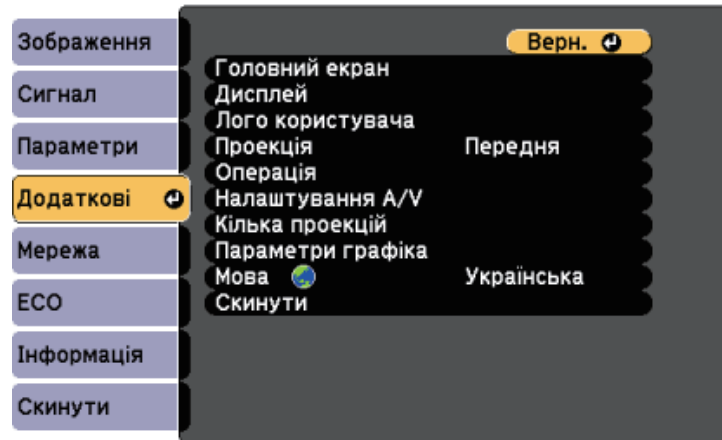 Зображення
Сигнал
Параметри
Додаткові
Мережа
ECO
Інформація
Скинути
Верн.
Головний екран
Дисплей
Лого користувача
Проекція Передня
Операція
Налаштування A/V
Кілька проекцій
Параметри графіка
Мова Українська
Скинути